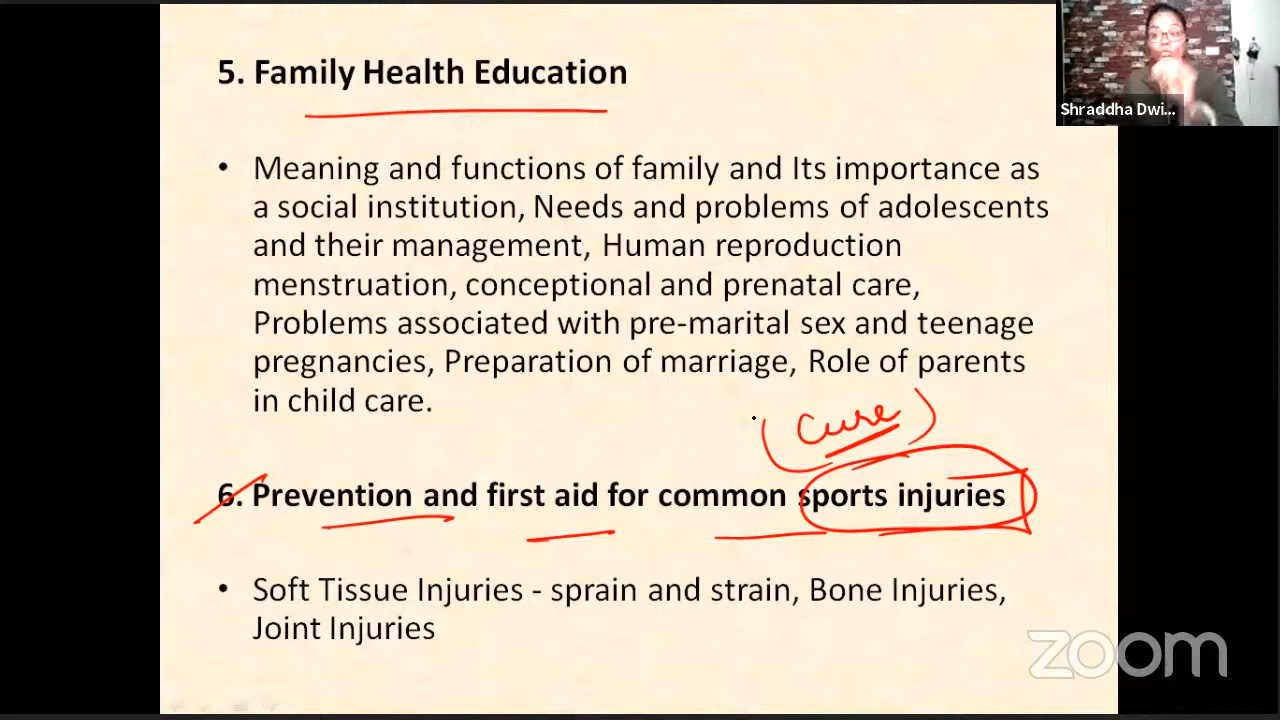 5. Family Health Education
Shraddha Dwi...
• Meaning and functions of family and Its importance as
a social institution, Needs and problems of adolescents
and their management, Human reproduction
menstruation, conceptional and prenatal care,
Problems associated with pre-marital sex and teenage
pregnancies, Preparation of marriage, Role of parents
in child care.
(Cure)
6. Prevention and first aid for common sports injuries
• Soft Tissue Injuries - sprain and strain, Bone Injuries,
Joint Injuries
zoom